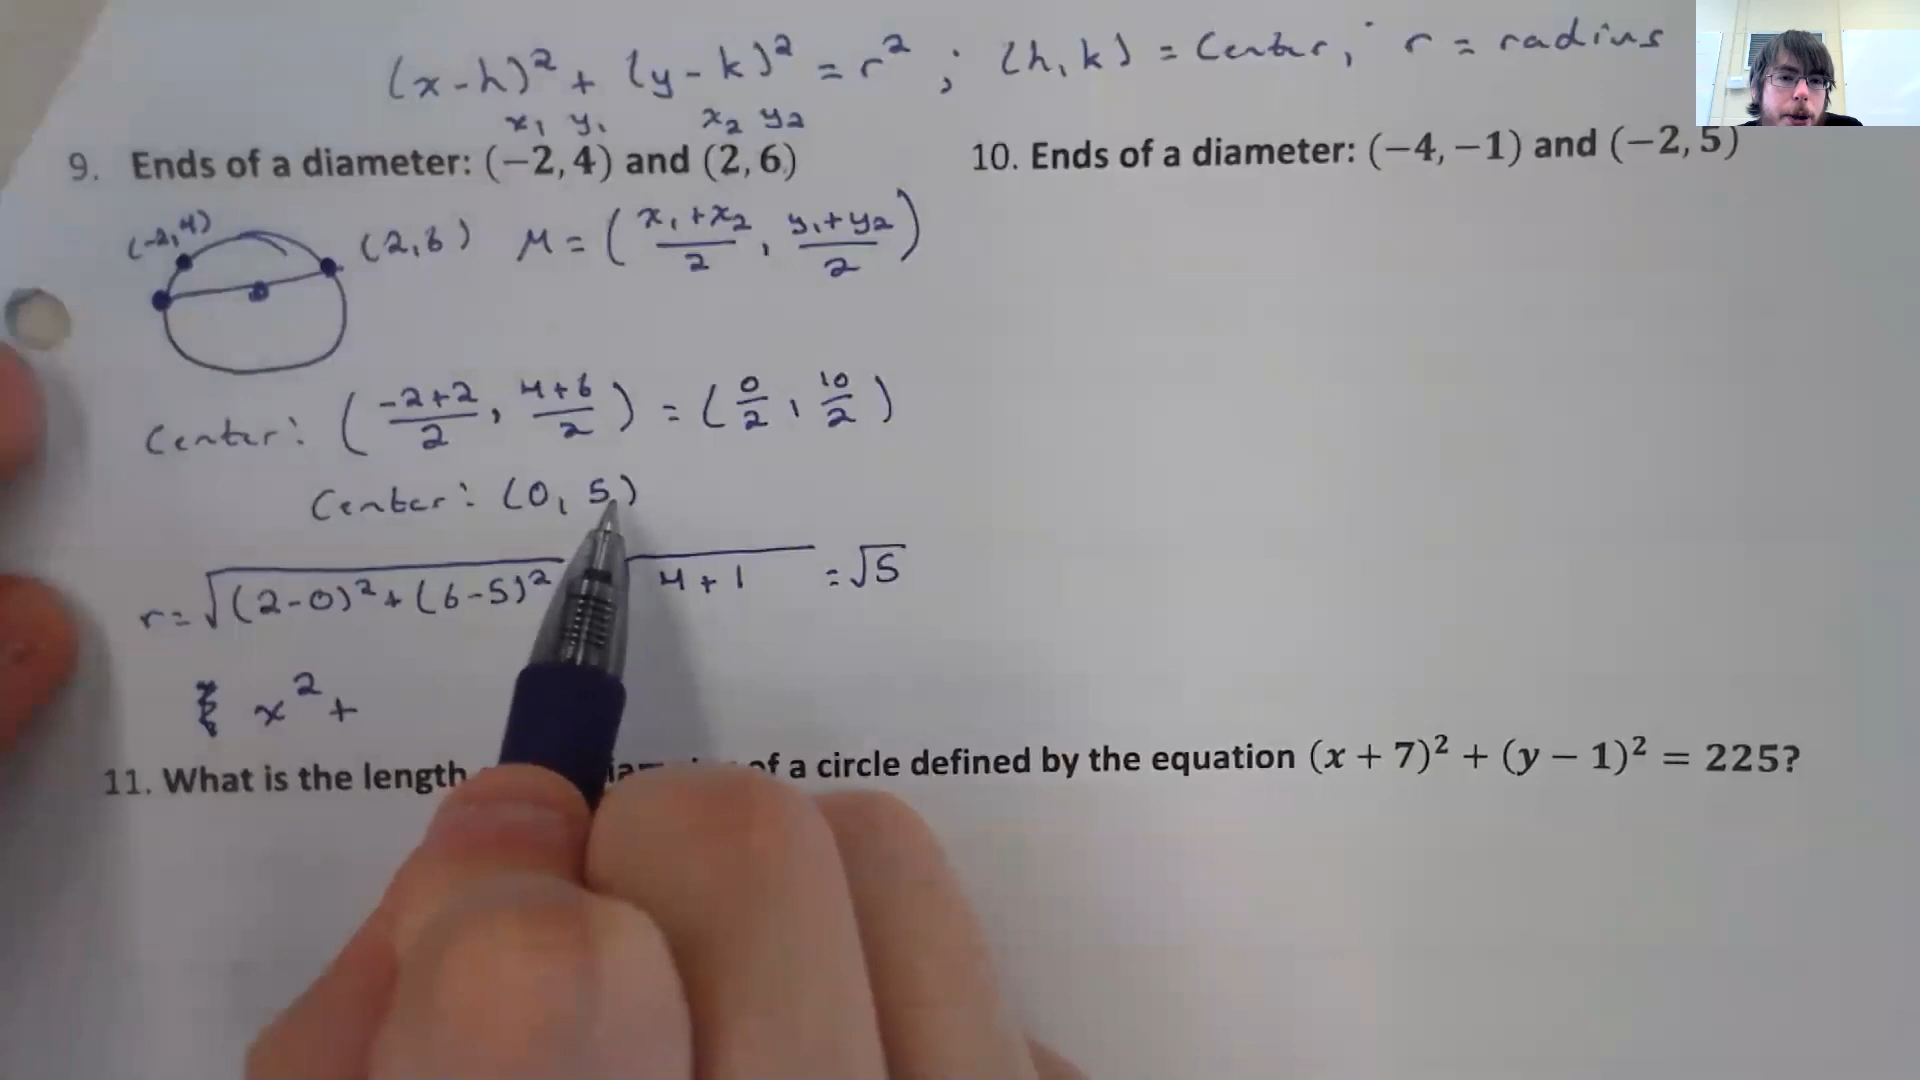 (x-h)² + (y-k)² = r² ; (h,k) = Center, r = radius
x₁ y₁ x₂ y₂
9. Ends of a diameter: (−2, 4) and (2, 6)
10. Ends of a diameter: (−4, −1) and (−2, 5)
(-2,4)
(2,6)
M = (x₁+x₂/2, y₁+y₂/2)
Center: (-2+2/2, 4+6/2) = (0/2, 10/2)
Center: (0, 5)
r = √(2-0)²+(6-5)² 4+1 = √5
x² +
11. What is the length of a circle defined by the equation (x + 7)² + (y − 1)² = 225?